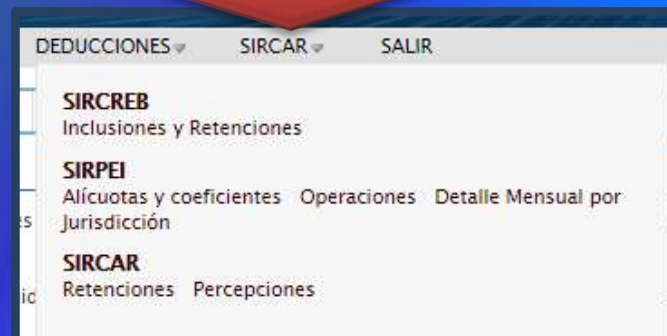 DEDUCCIONES SIRCAR SALIR
SIRCREB
Inclusiones y Retenciones
SIRPEI
Alícuotas y coeficientes Operaciones Detalle Mensual por
Jurisdicción
SIRCAR
Retenciones Percepciones